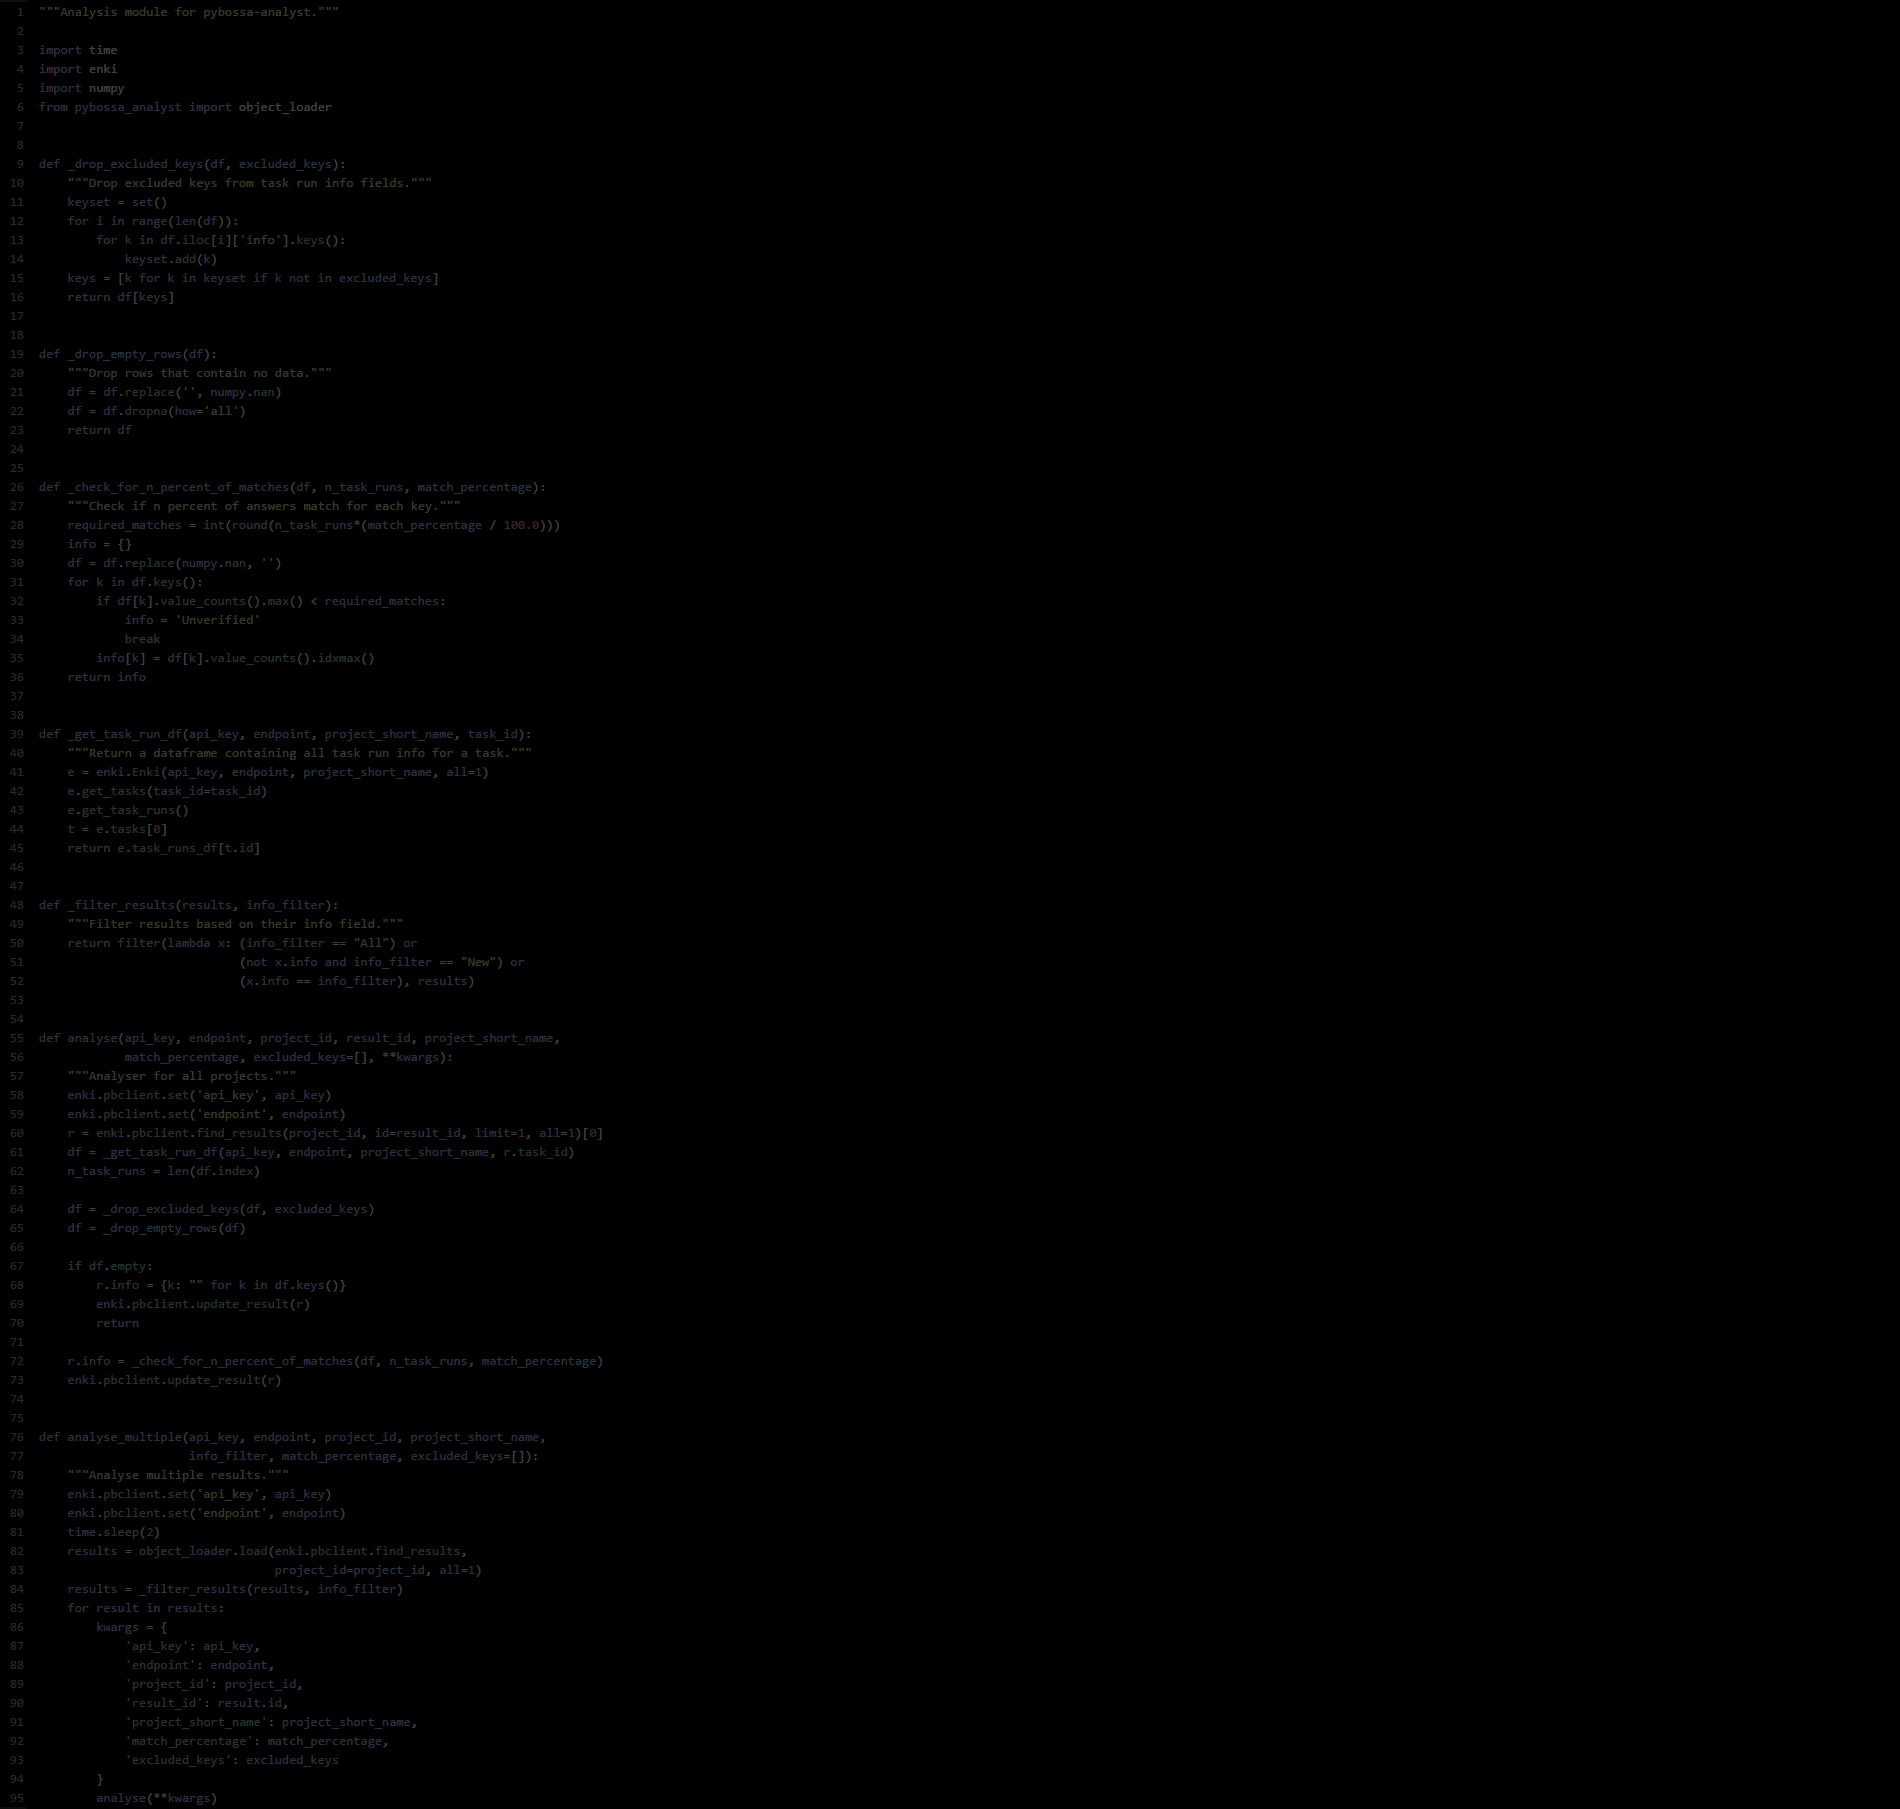 1 """Analysis module for pybossa-analyst."""
2
3 import time
4 import enki
5 import numpy
6 from pybossa_analyst import object_loader
7
8
9 def _drop_excluded_keys(df, excluded_keys):
10     """Drop excluded keys from task run info fields."""
11     keyset = set()
12     for i in range(len(df)):
13         for k in df.iloc[i]['info'].keys():
14             keyset.add(k)
15     keys = [k for k in keyset if k not in excluded_keys]
16     return df[keys]
17
18
19 def _drop_empty_rows(df):
20     """Drop rows that contain no data."""
21     df = df.replace('', numpy.nan)
22     df = df.dropna(how='all')
23     return df
24
25
26 def _check_for_n_percent_of_matches(df, n_task_runs, match_percentage):
27     """Check if n percent of answers match for each key."""
28     required_matches = int(round(n_task_runs*(match_percentage / 100.0)))
29     info = {}
30     df = df.replace(numpy.nan, '')
31     for k in df.keys():
32         if df[k].value_counts().max() < required_matches:
33             info = 'Unverified'
34             break
35         info[k] = df[k].value_counts().idxmax()
36     return info
37
38
39 def _get_task_run_df(api_key, endpoint, project_short_name, task_id):
40     """Return a dataframe containing all task run info for a task."""
41     e = enki.Enki(api_key, endpoint, project_short_name, all=1)
42     e.get_tasks(task_id=task_id)
43     e.get_task_runs()
44     t = e.tasks[0]
45     return e.task_runs_df[t.id]
46
47
48 def _filter_results(results, info_filter):
49     """Filter results based on their info field."""
50     return filter(lambda x: (info_filter == "All") or
51                             (not x.info and info_filter == "New") or
52                             (x.info == info_filter), results)
53
54
55 def analyse(api_key, endpoint, project_id, result_id, project_short_name,
56             match_percentage, excluded_keys=[], **kwargs):
57     """Analyser for all projects."""
58     enki.pbclient.set('api_key', api_key)
59     enki.pbclient.set('endpoint', endpoint)
60     r = enki.pbclient.find_results(project_id, id=result_id, limit=1, all=1)[0]
61     df = _get_task_run_df(api_key, endpoint, project_short_name, r.task_id)
62     n_task_runs = len(df.index)
63
64     df = _drop_excluded_keys(df, excluded_keys)
65     df = _drop_empty_rows(df)
66
67     if df.empty:
68         r.info = {k: "" for k in df.keys()}
69         enki.pbclient.update_result(r)
70         return
71
72     r.info = _check_for_n_percent_of_matches(df, n_task_runs, match_percentage)
73     enki.pbclient.update_result(r)
74
75
76 def analyse_multiple(api_key, endpoint, project_id, project_short_name,
77                      info_filter, match_percentage, excluded_keys=[]):
78     """Analyse multiple results."""
79     enki.pbclient.set('api_key', api_key)
80     enki.pbclient.set('endpoint', endpoint)
81     time.sleep(2)
82     results = object_loader.load(enki.pbclient.find_results,
83                                  project_id=project_id, all=1)
84     results = _filter_results(results, info_filter)
85     for result in results:
86         kwargs = {
87             'api_key': api_key,
88             'endpoint': endpoint,
89             'project_id': project_id,
90             'result_id': result.id,
91             'project_short_name': project_short_name,
92             'match_percentage': match_percentage,
93             'excluded_keys': excluded_keys
94         }
95         analyse(**kwargs)